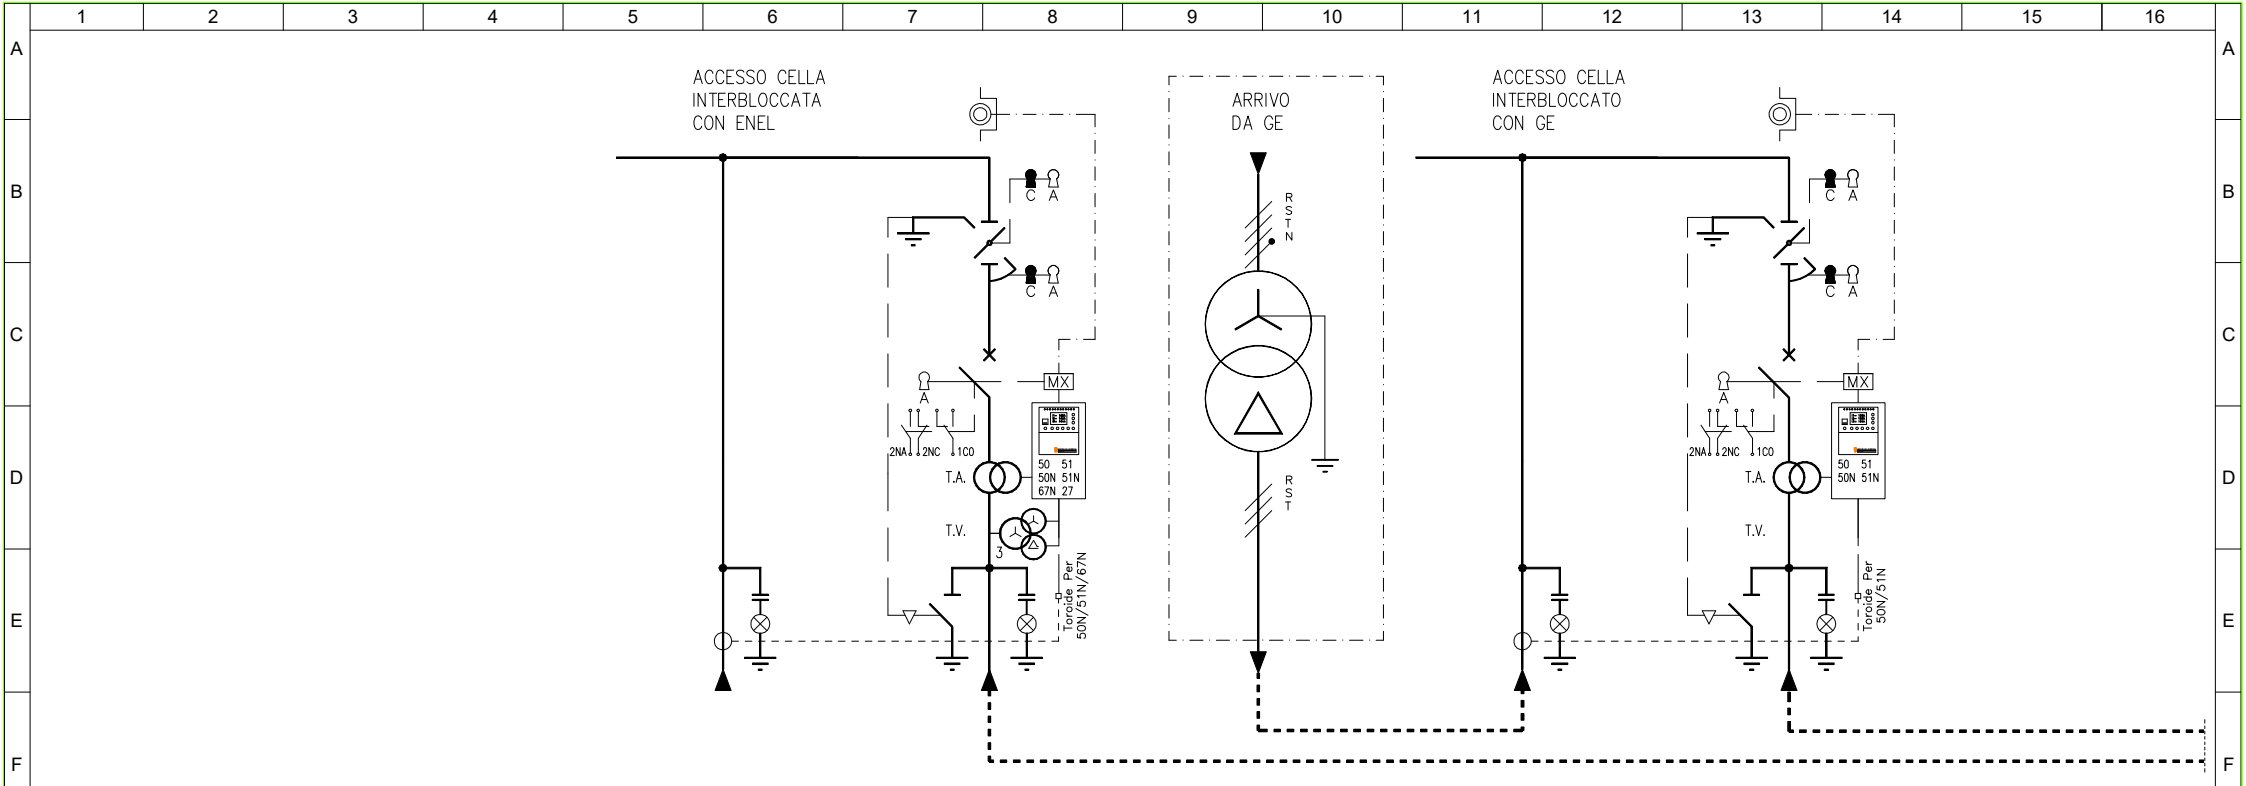 1 2 3 4 5 6 7 8 9 10 11 12 13 14 15 16
A A
B B
C C
D D
E E
F F
ACCESSO CELLA
INTERBLOCCATA
CON ENEL
C A
C A
A
MX
2NA 2NC 1CO
T.A.
50 51
50N 51N
67N 27
T.V.
3
Toroide Per
50N/51N/67N
ARRIVO
DA GE
R
S
T
N
R
S
T
ACCESSO CELLA
INTERBLOCCATO
CON GE
C A
C A
A
MX
2NA 2NC 1CO
T.A.
50 51
50N 51N
T.V.
Toroide Per
50N/51N